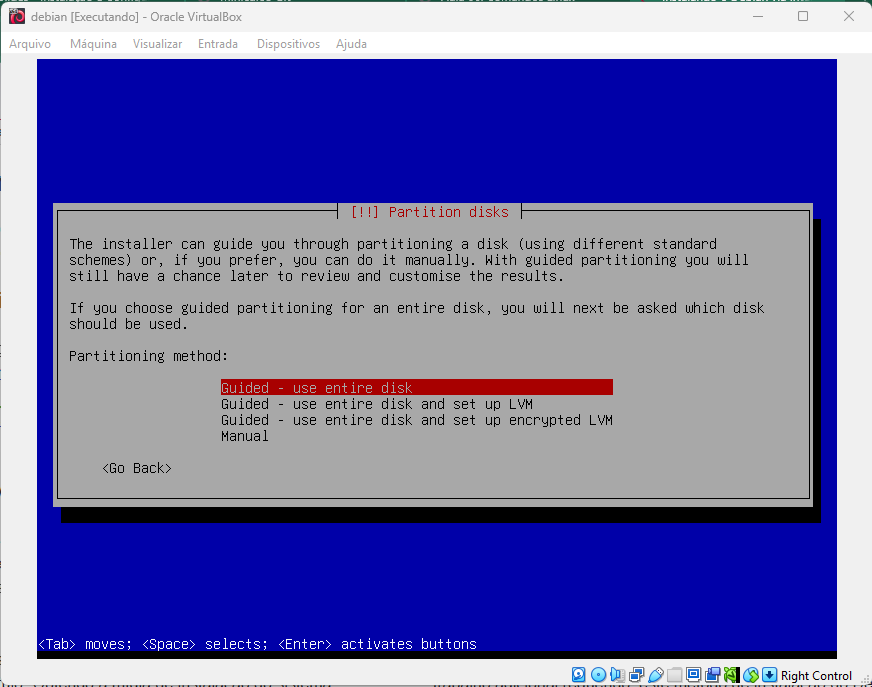 debian [Executando] - Oracle VirtualBox
Arquivo Máquina Visualizar Entrada Dispositivos Ajuda
[!!] Partition disks
The installer can guide you through partitioning a disk (using different standard
schemes) or, if you prefer, you can do it manually. With guided partitioning you will
still have a chance later to review and customise the results.
If you choose guided partitioning for an entire disk, you will next be asked which disk
should be used.
Partitioning method:
Guided - use entire disk
Guided - use entire disk and set up LVM
Guided - use entire disk and set up encrypted LVM
Manual
<Go Back>
<Tab> moves; <Space> selects; <Enter> activates buttons
Right Control